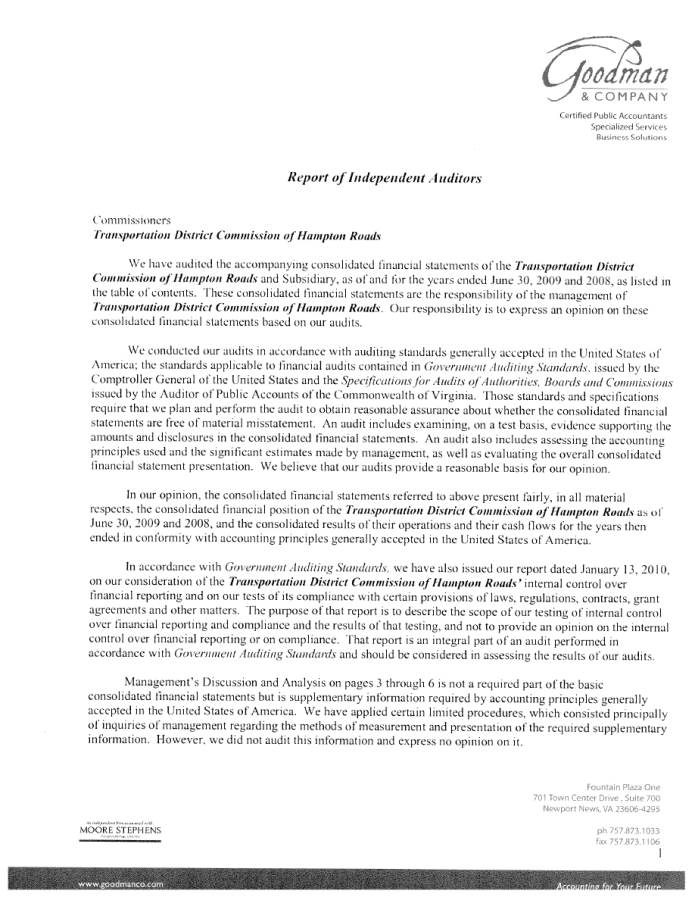 Goodman
& COMPANY
Certified Public Accountants
Specialized Services
Business Solutions
Report of Independent Auditors
Commissioners
Transportation District Commission of Hampton Roads
We have audited the accompanying consolidated financial statements of the Transportation District
Commission of Hampton Roads and Subsidiary, as of and for the years ended June 30, 2009 and 2008, as listed in
the table of contents. These consolidated financial statements are the responsibility of the management of
Transportation District Commission of Hampton Roads. Our responsibility is to express an opinion on these
consolidated financial statements based on our audits.
We conducted our audits in accordance with auditing standards generally accepted in the United States of
America; the standards applicable to financial audits contained in Government Auditing Standards, issued by the
Comptroller General of the United States and the Specifications for Audits of Authorities, Boards and Commissions
issued by the Auditor of Public Accounts of the Commonwealth of Virginia. Those standards and specifications
require that we plan and perform the audit to obtain reasonable assurance about whether the consolidated financial
statements are free of material misstatement. An audit includes examining, on a test basis, evidence supporting the
amounts and disclosures in the consolidated financial statements. An audit also includes assessing the accounting
principles used and the significant estimates made by management, as well as evaluating the overall consolidated
financial statement presentation. We believe that our audits provide a reasonable basis for our opinion.
In our opinion, the consolidated financial statements referred to above present fairly, in all material
respects, the consolidated financial position of the Transportation District Commission of Hampton Roads as of
June 30, 2009 and 2008, and the consolidated results of their operations and their cash flows for the years then
ended in conformity with accounting principles generally accepted in the United States of America.
In accordance with Government Auditing Standards, we have also issued our report dated January 13, 2010,
on our consideration of the Transportation District Commission of Hampton Roads' internal control over
financial reporting and on our tests of its compliance with certain provisions of laws, regulations, contracts, grant
agreements and other matters. The purpose of that report is to describe the scope of our testing of internal control
over financial reporting and compliance and the results of that testing, and not to provide an opinion on the internal
control over financial reporting or on compliance. That report is an integral part of an audit performed in
accordance with Government Auditing Standards and should be considered in assessing the results of our audits.
Management's Discussion and Analysis on pages 3 through 6 is not a required part of the basic
consolidated financial statements but is supplementary information required by accounting principles generally
accepted in the United States of America. We have applied certain limited procedures, which consisted principally
of inquiries of management regarding the methods of measurement and presentation of the required supplementary
information. However, we did not audit this information and express no opinion on it.
Fountain Plaza One
701 Town Center Drive , Suite 700
Newport News, VA 23606-4295
MOORE STEPHENS
ph 757.873.1033
fax 757.873.1106
1
www.goodmanco.com
Accounting for Your Future